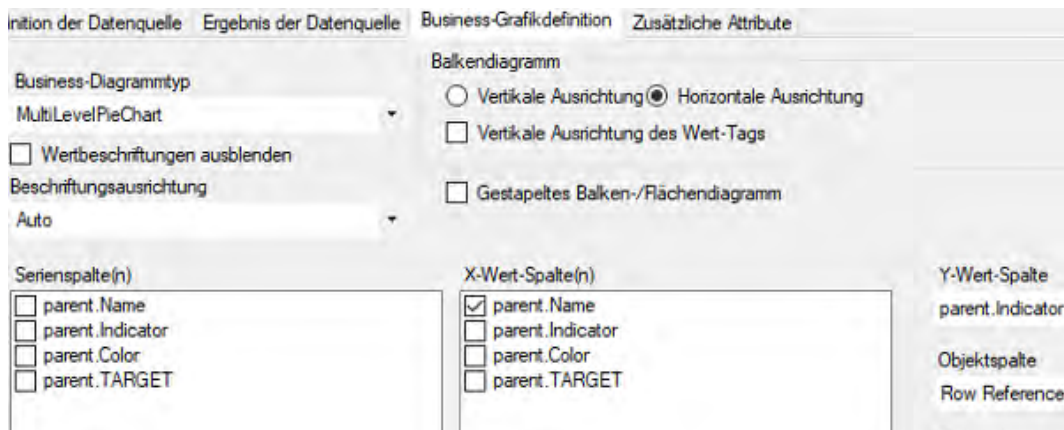 nition der Datenquelle Ergebnis der Datenquelle Business-Grafikdefinition Zusätzliche Attribute
Business-Diagrammtyp
MultiLevelPieChart
Wertbeschriftungen ausblenden
Beschriftungsausrichtung
Auto
Balkendiagramm
Vertikale Ausrichtung Horizontale Ausrichtung
Vertikale Ausrichtung des Wert-Tags
Gestapeltes Balken-/Flächendiagramm
Serienspalte(n)
parent.Name
parent.Indicator
parent.Color
parent.TARGET
X-Wert-Spalte(n)
parent.Name
parent.Indicator
parent.Color
parent.TARGET
Y-Wert-Spalte
parent.Indicator
Objektspalte
Row Reference